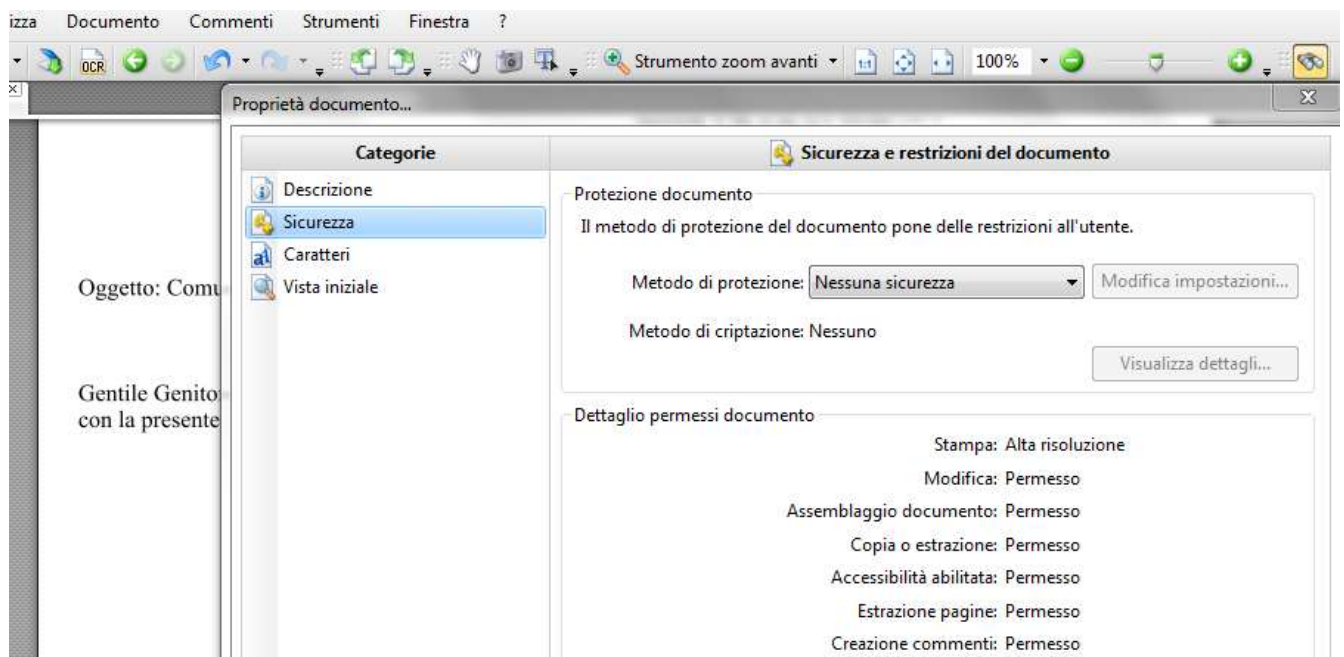 izza Documento Commenti Strumenti Finestra ?
OCR Strumento zoom avanti 1:1 100%
Proprietà documento...
Categorie
Sicurezza e restrizioni del documento
Descrizione
Sicurezza
Caratteri
Vista iniziale
Protezione documento
Il metodo di protezione del documento pone delle restrizioni all'utente.
Metodo di protezione: Nessuna sicurezza Modifica impostazioni...
Metodo di criptazione: Nessuno
Visualizza dettagli...
Dettaglio permessi documento
Stampa: Alta risoluzione
Modifica: Permesso
Assemblaggio documento: Permesso
Copia o estrazione: Permesso
Accessibilità abilitata: Permesso
Estrazione pagine: Permesso
Creazione commenti: Permesso
Oggetto: Comu
Gentile Genito
con la presente